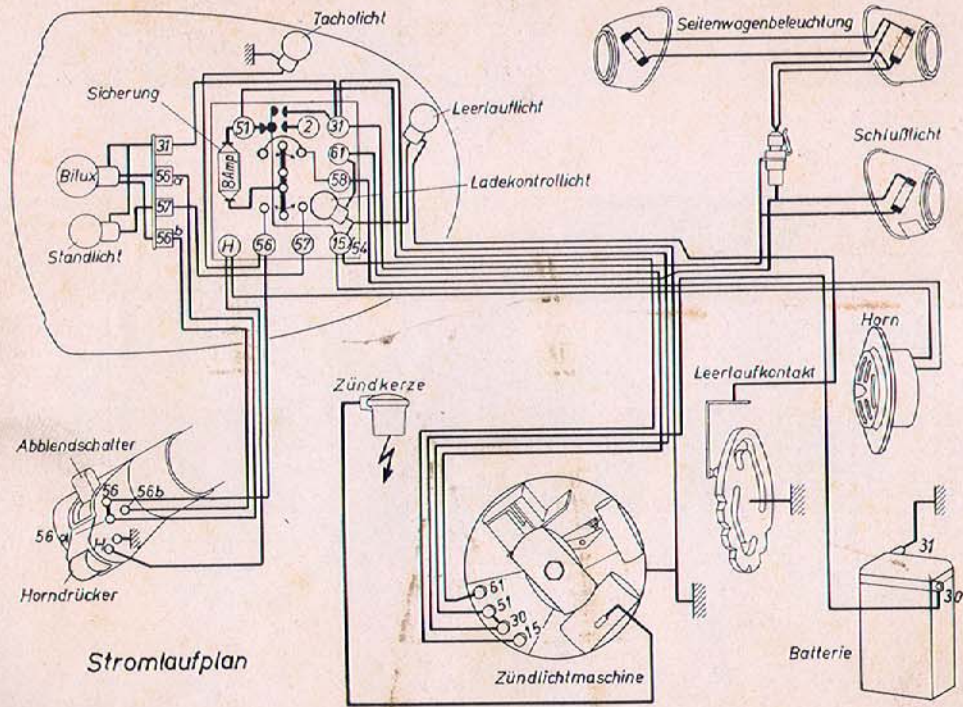 Tacholicht
Seitenwagenbeleuchtung
Sicherung
Leerlauflicht
Schlußlicht
51
2
31
31
61
8Amp
Bilux
56a
58
Ladekontrollicht
57
Standlicht
56b
H
56
57
15/54
Horn
Zündkerze
Leerlaufkontakt
Abblendschalter
56
56b
56a
H
31
Horndrücker
61
51
30
15
30
Stromlaufplan
Batterie
Zündlichtmaschine